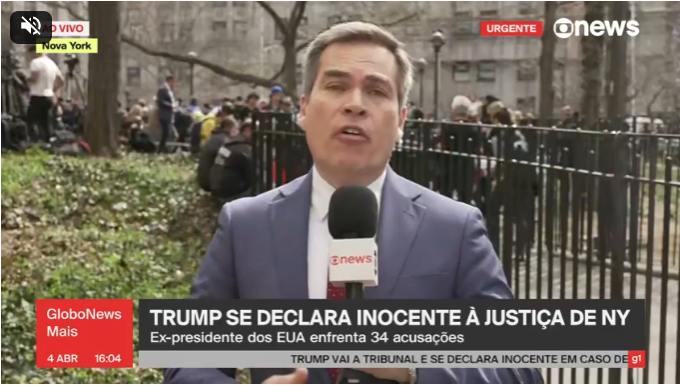 AO VIVO
Nova York
URGENTE
news
news
GloboNews
Mais
4 ABR 16:04
TRUMP SE DECLARA INOCENTE À JUSTIÇA DE NY
Ex-presidente dos EUA enfrenta 34 acusações
TRUMP VAI A TRIBUNAL E SE DECLARA INOCENTE EM CASO DE
g1